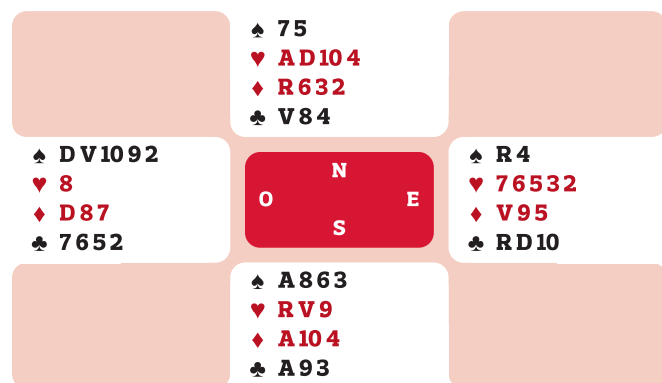 ♠ 75
♥ AD104
♦ R632
♣ V84
♠ DV1092
♥ 8
♦ D87
♣ 7652
N
O E
S
♠ R4
♥ 76532
♦ V95
♣ RD10
♠ A863
♥ RV9
♦ A104
♣ A93